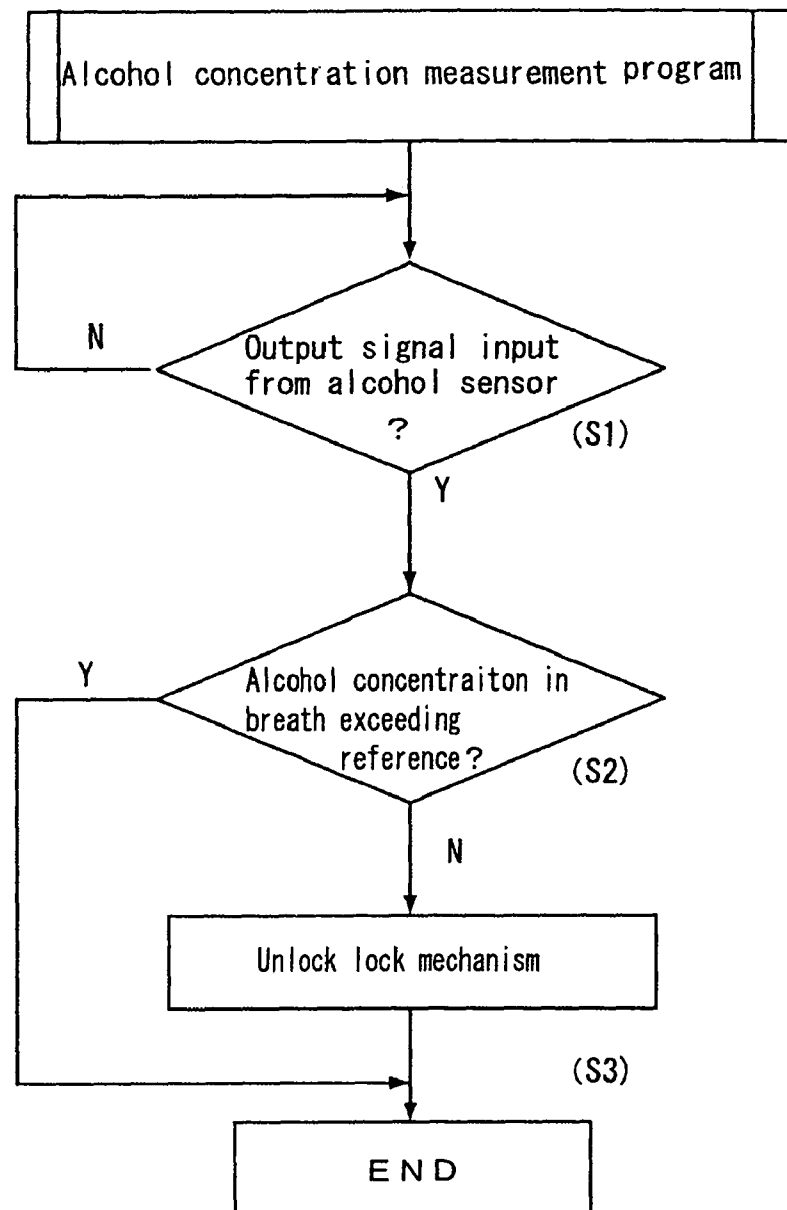 Alcohol concentration measurement program
N
Output signal input
from alcohol sensor
?
(S1)
Y
Y
Alcohol concentraiton in
breath exceeding
reference?
(S2)
N
Unlock lock mechanism
(S3)
END